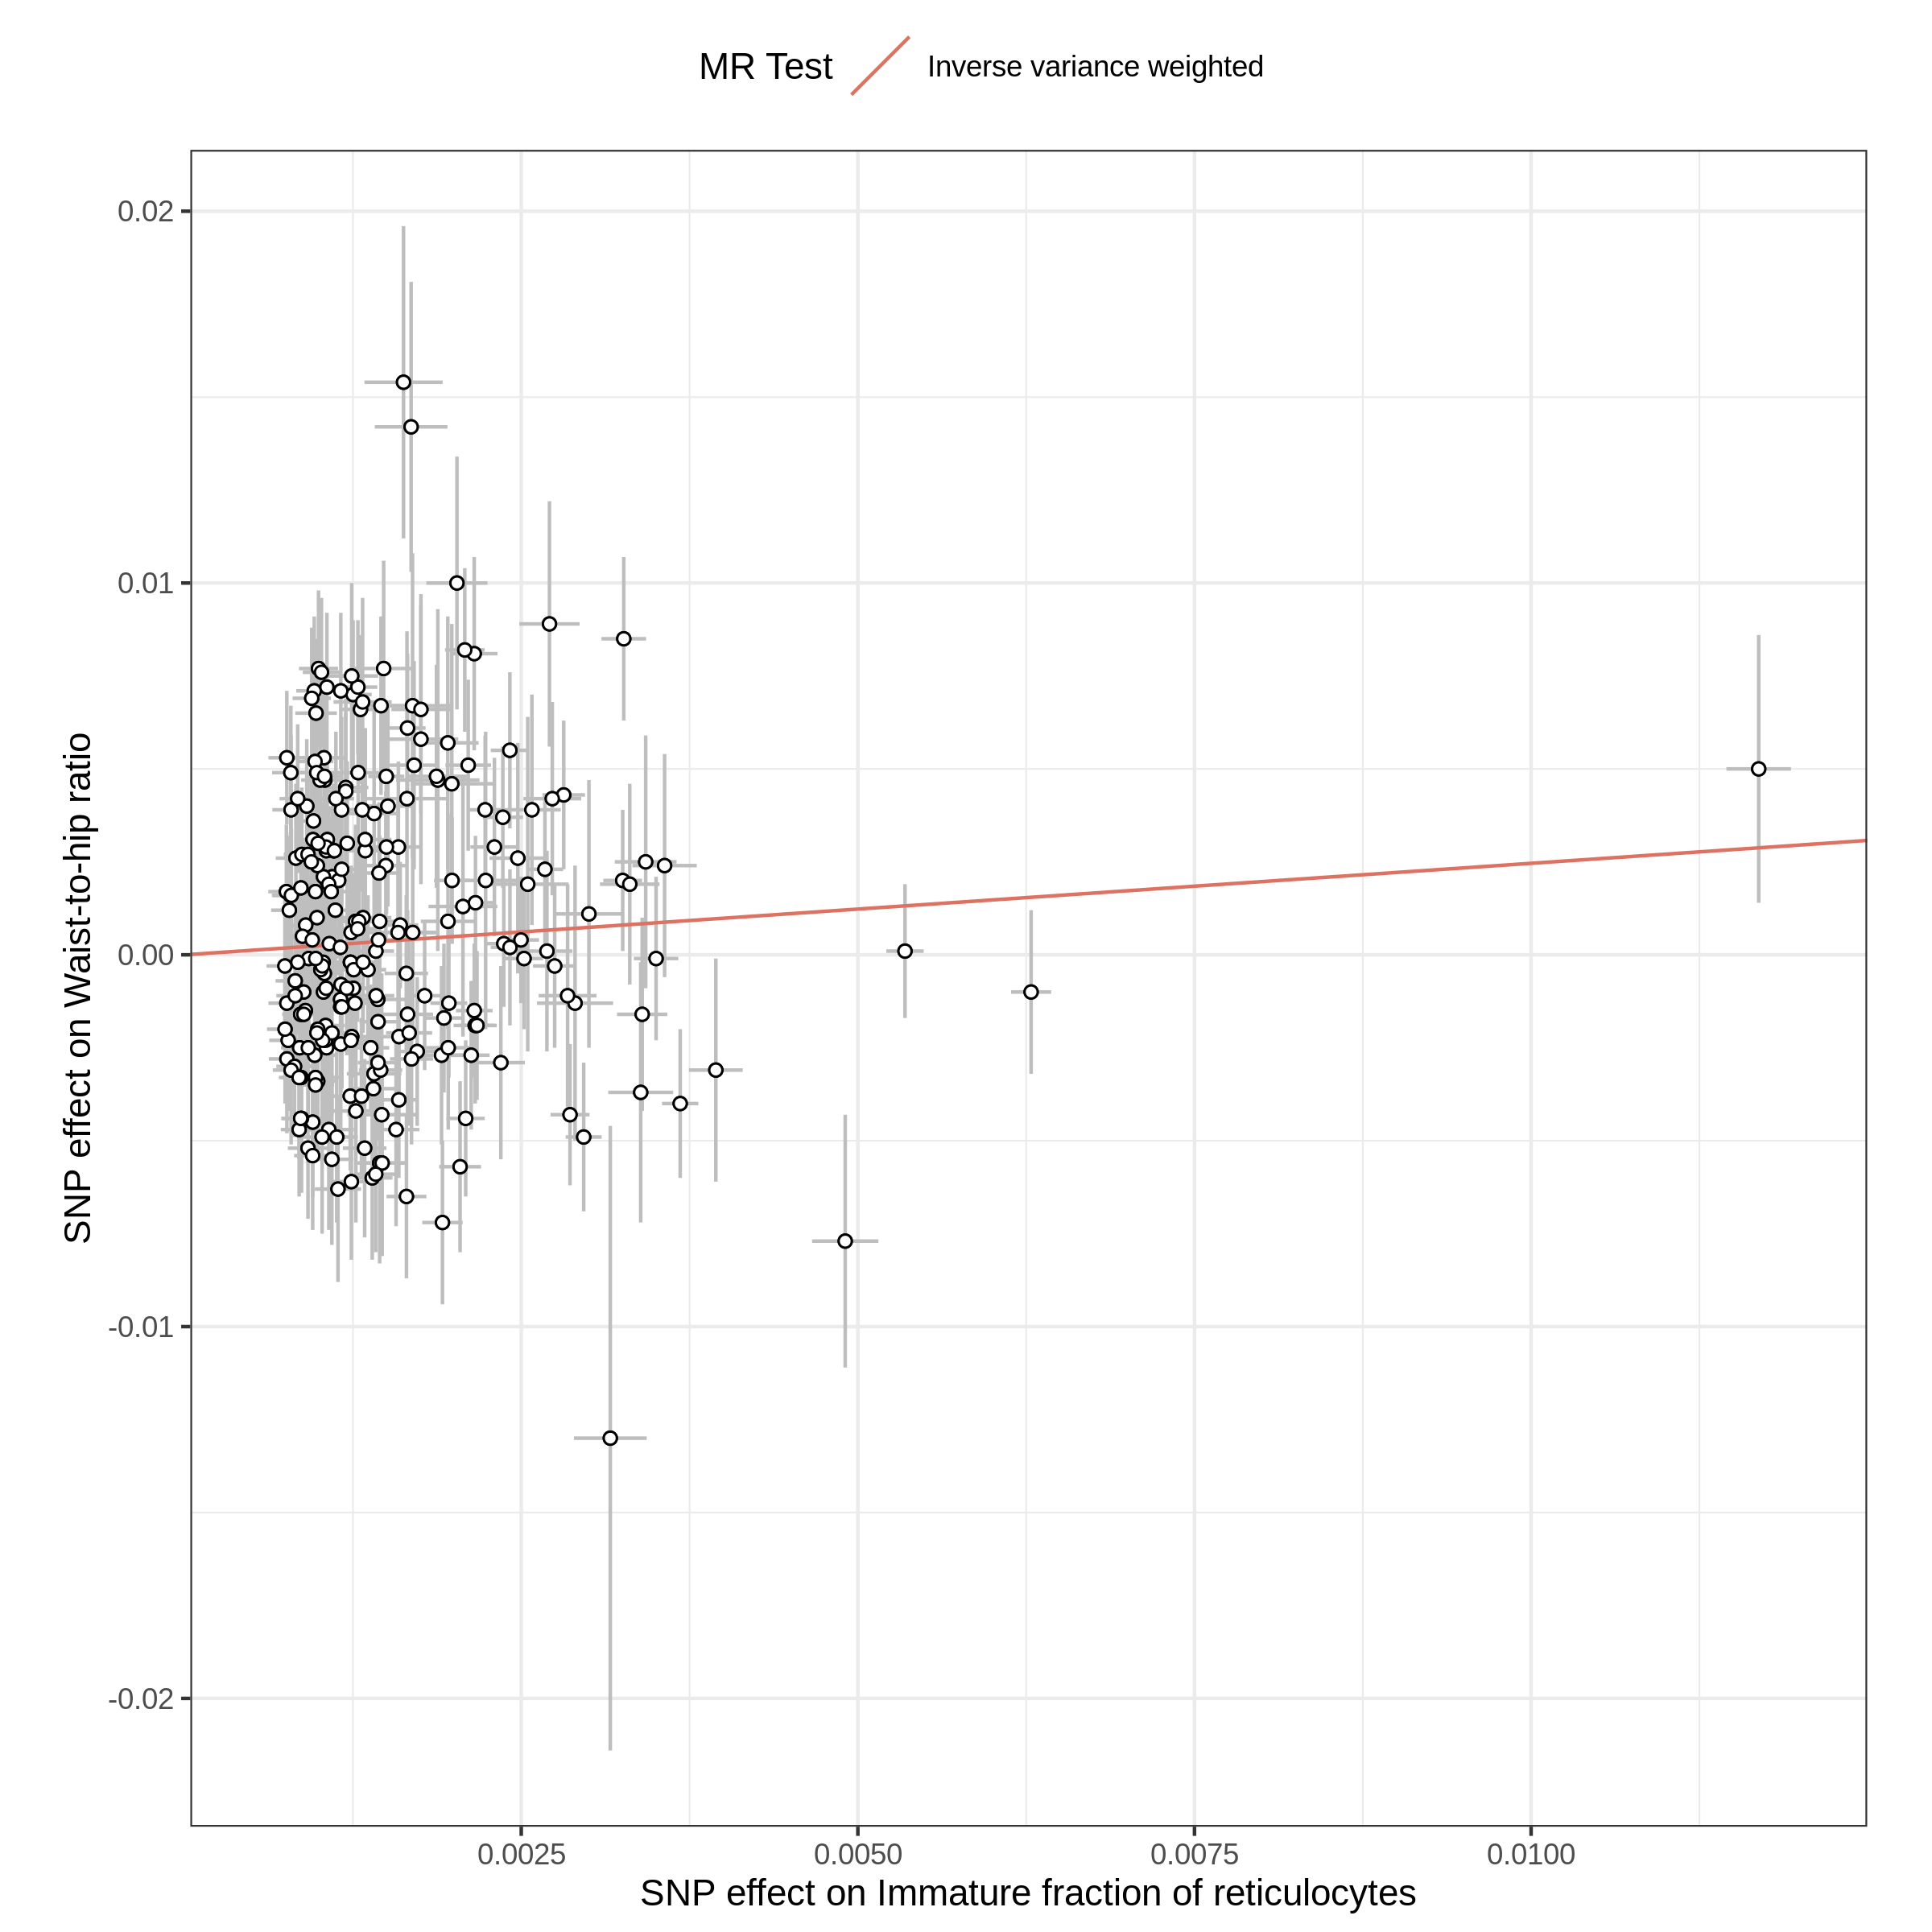 MR Test
Inverse variance weighted
0.02
0.01
0.00
-0.01
-0.02
SNP effect on Waist-to-hip ratio
0.0025
0.0050
0.0075
0.0100
SNP effect on Immature fraction of reticulocytes